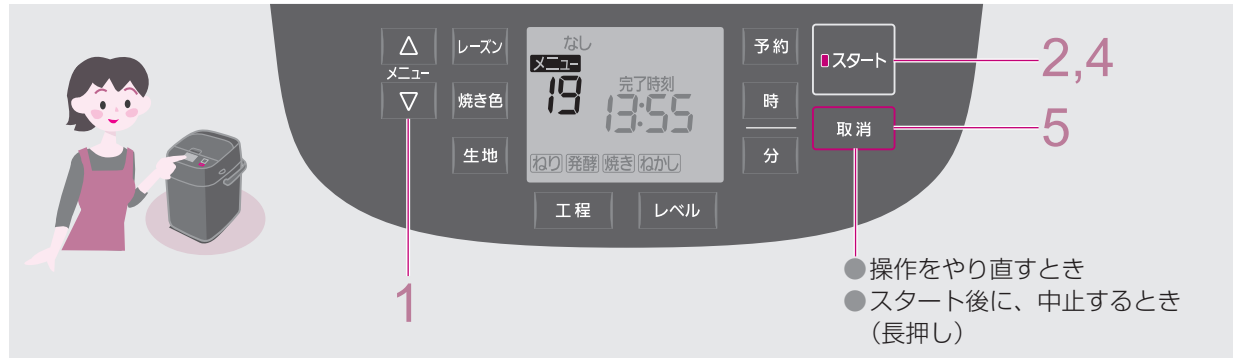 △
メニュー
▽
レーズン
焼き色
生地
なし
メニュー
19
完了時刻
13:55
ねり 発酵 焼き ねかし
工程
レベル
予約
時
分
スタート
取消
1
2,4
5
●操作をやり直すとき
●スタート後に、中止するとき
(長押し)